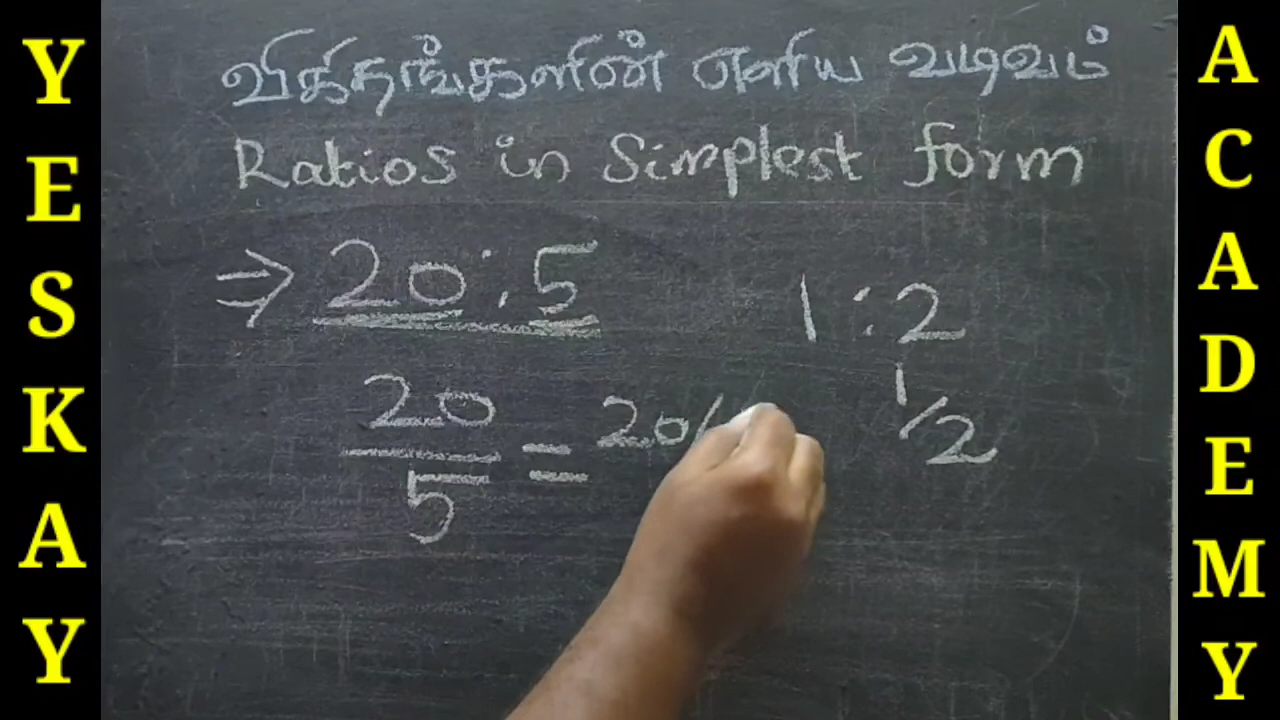 YESKAY
விகிதங்களின் எளிய வடிவம்
Ratios in Simplest form
⇒ 20 : 5
1 : 2
20/5 = 20/
1/2
ACADEMY